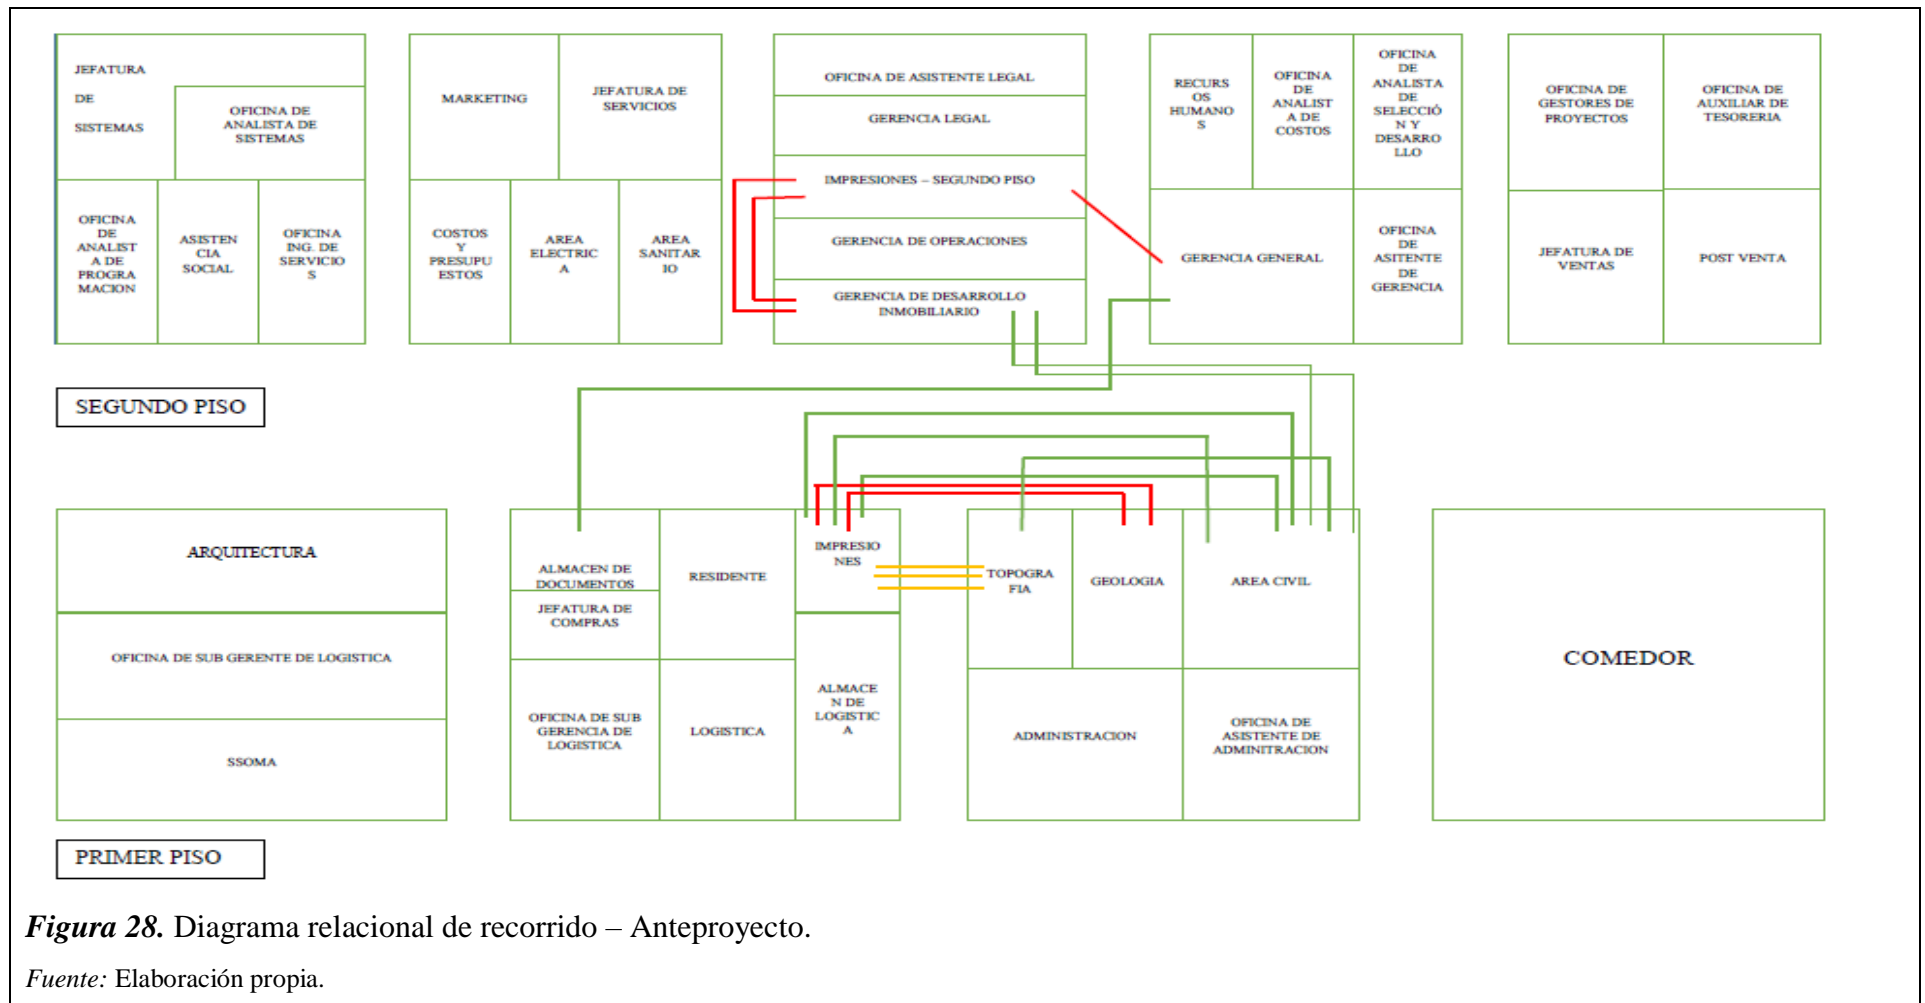 JEFATURA
DE
SISTEMAS
OFICINA DE
ANALISTA DE
SISTEMAS
OFICINA
DE
ANALIST
A DE
PROGRA
MACION
ASISTEN
CIA
SOCIAL
OFICINA
ING. DE
SERVICIO
S
MARKETING
JEFATURA DE
SERVICIOS
COSTOS
Y
PRESUPU
ESTOS
AREA
ELECTRIC
A
AREA
SANITAR
IO
OFICINA DE ASISTENTE LEGAL
GERENCIA LEGAL
IMPRESIONES – SEGUNDO PISO
GERENCIA DE OPERACIONES
GERENCIA DE DESARROLLO
INMOBILIARIO
RECURS
OS
HUMANO
S
OFICINA
DE
ANALIST
A DE
COSTOS
OFICINA
DE
ANALISTA
DE
SELECCIÓ
N Y
DESARRO
LLO
GERENCIA GENERAL
OFICINA
DE
ASITENTE
DE
GERENCIA
OFICINA DE
GESTORES DE
PROYECTOS
OFICINA DE
AUXILIAR DE
TESORERIA
JEFATURA DE
VENTAS
POST VENTA
SEGUNDO PISO
ARQUITECTURA
OFICINA DE SUB GERENTE DE LOGISTICA
SSOMA
ALMACEN DE
DOCUMENTOS
JEFATURA DE
COMPRAS
OFICINA DE SUB
GERENCIA DE
LOGISTICA
RESIDENTE
LOGISTICA
IMPRESIO
NES
ALMACE
N DE
LOGISTIC
A
TOPOGRA
FIA
GEOLOGIA
AREA CIVIL
ADMINISTRACION
OFICINA DE
ASISTENTE DE
ADMINITRACION
COMEDOR
PRIMER PISO
Figura 28. Diagrama relacional de recorrido – Anteproyecto.
Fuente: Elaboración propia.